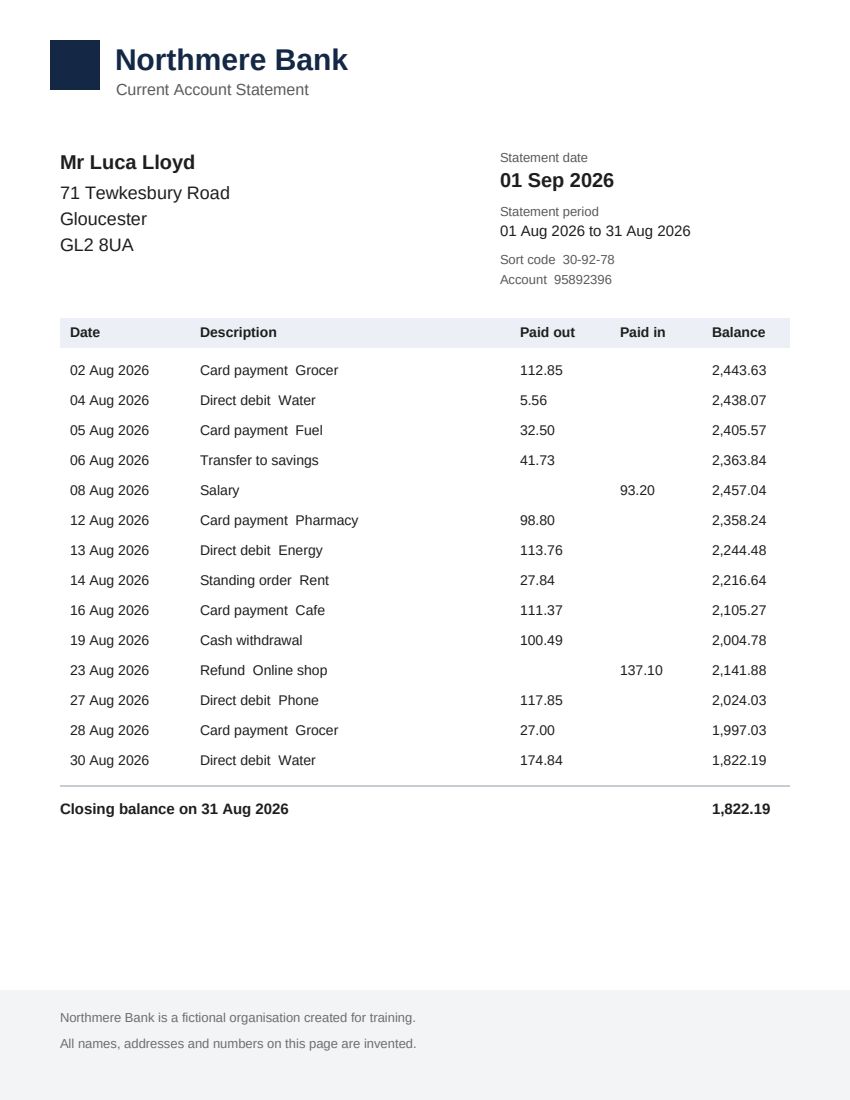 Northmere Bank
Current Account Statement
Mr Luca Lloyd
71 Tewkesbury Road
Gloucester
GL2 8UA
Statement date
01 Sep 2026
Statement period
01 Aug 2026 to 31 Aug 2026
Sort code 30-92-78
Account 95892396
Date Description Paid out Paid in Balance
02 Aug 2026 Card payment Grocer 112.85 2,443.63
04 Aug 2026 Direct debit Water 5.56 2,438.07
05 Aug 2026 Card payment Fuel 32.50 2,405.57
06 Aug 2026 Transfer to savings 41.73 2,363.84
08 Aug 2026 Salary 93.20 2,457.04
12 Aug 2026 Card payment Pharmacy 98.80 2,358.24
13 Aug 2026 Direct debit Energy 113.76 2,244.48
14 Aug 2026 Standing order Rent 27.84 2,216.64
16 Aug 2026 Card payment Cafe 111.37 2,105.27
19 Aug 2026 Cash withdrawal 100.49 2,004.78
23 Aug 2026 Refund Online shop 137.10 2,141.88
27 Aug 2026 Direct debit Phone 117.85 2,024.03
28 Aug 2026 Card payment Grocer 27.00 1,997.03
30 Aug 2026 Direct debit Water 174.84 1,822.19
Closing balance on 31 Aug 2026 1,822.19
Northmere Bank is a fictional organisation created for training.
All names, addresses and numbers on this page are invented.